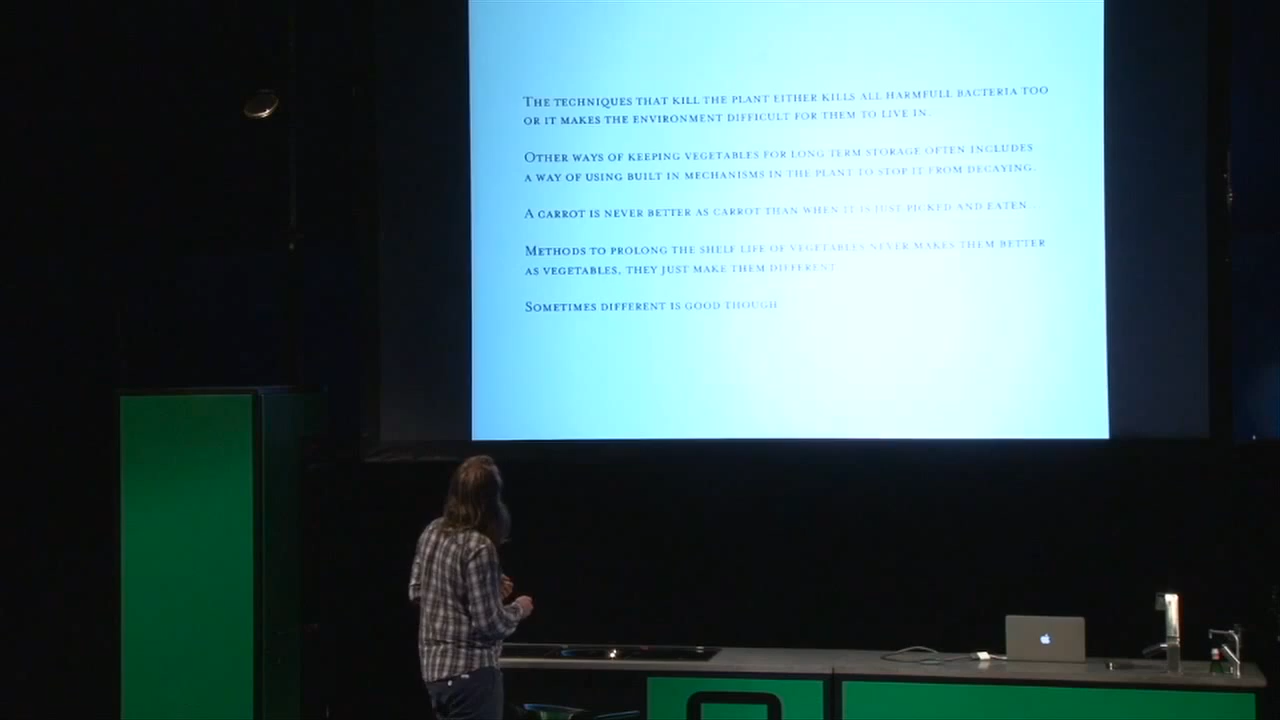 THE TECHNIQUES THAT KILL THE PLANT EITHER KILLS ALL HARMFULL BACTERIA TOO
OR IT MAKES THE ENVIRONMENT DIFFICULT FOR THEM TO LIVE IN.
OTHER WAYS OF KEEPING VEGETABLES FOR LONG TERM STORAGE OFTEN INCLUDES
A WAY OF USING BUILT IN MECHANISMS IN THE PLANT TO STOP IT FROM DECAYING.
A CARROT IS NEVER BETTER AS CARROT THAN WHEN IT IS JUST PICKED AND EATEN...
METHODS TO PROLONG THE SHELF LIFE OF VEGETABLES NEVER MAKES THEM BETTER
AS VEGETABLES, THEY JUST MAKE THEM DIFFERENT
SOMETIMES DIFFERENT IS GOOD THOUGH